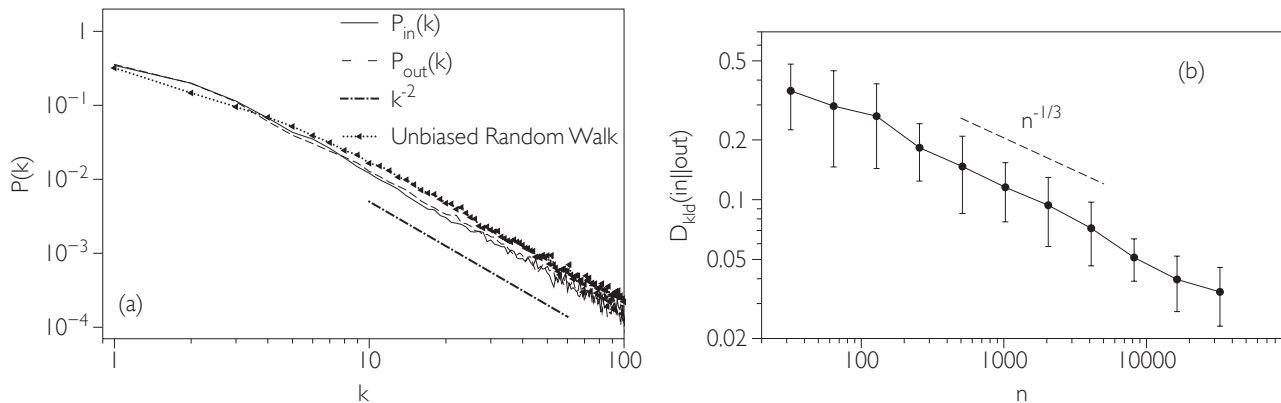 1
10⁻¹
10⁻²
10⁻³
10⁻⁴
P(k)
P_in(k)
P_out(k)
k⁻²
Unbiased Random Walk
(a)
1
10
100
k
0.5
0.2
0.1
0.05
0.02
D_kld(in||out)
(b)
n⁻¹/³
100
1000
10000
n